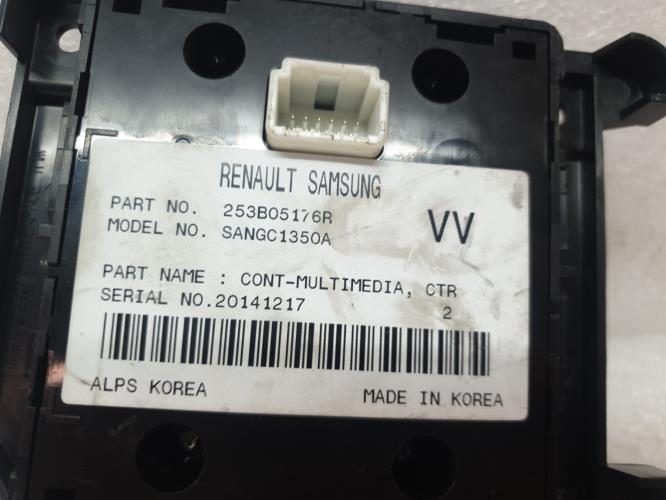 RENAULT SAMSUNG
PART NO. 253B05176R
MODEL NO. SANGC1350A
VV
PART NAME : CONT-MULTIMEDIA, CTR
SERIAL NO.20141217 2
ALPS KOREA MADE IN KOREA